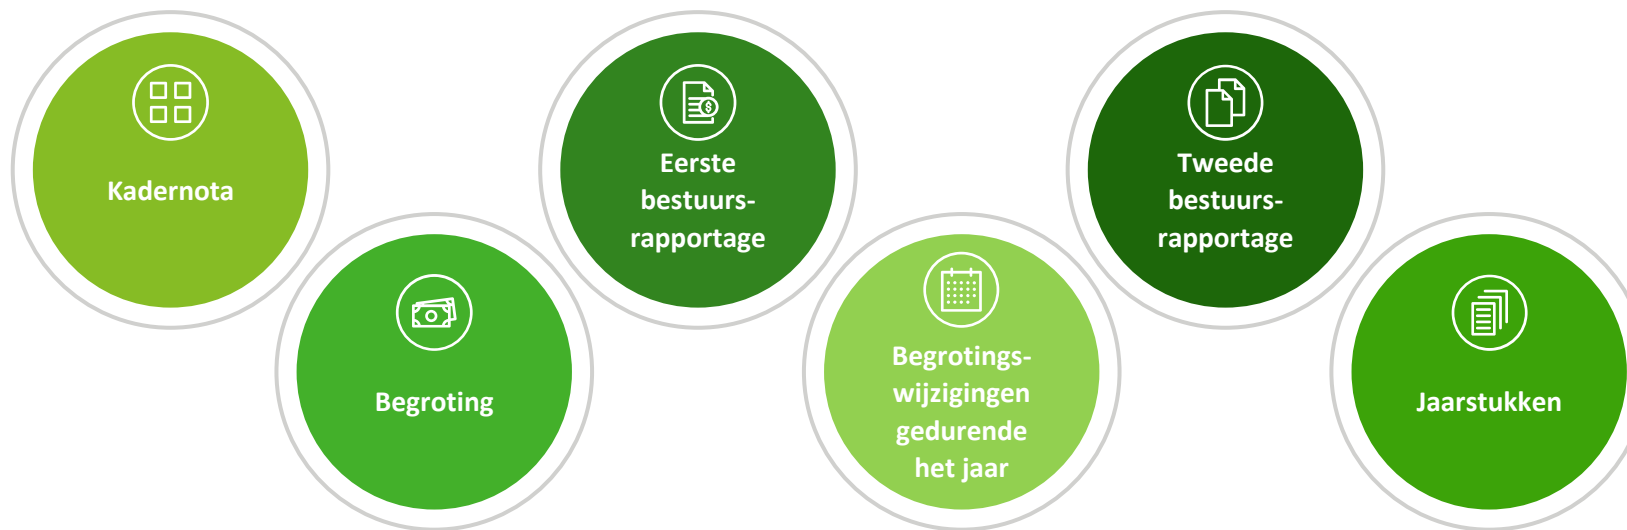 Kadernota
Begroting
Eerste
bestuurs-
rapportage
Begrotings-
wijzigingen
gedurende
het jaar
Tweede
bestuurs-
rapportage
Jaarstukken